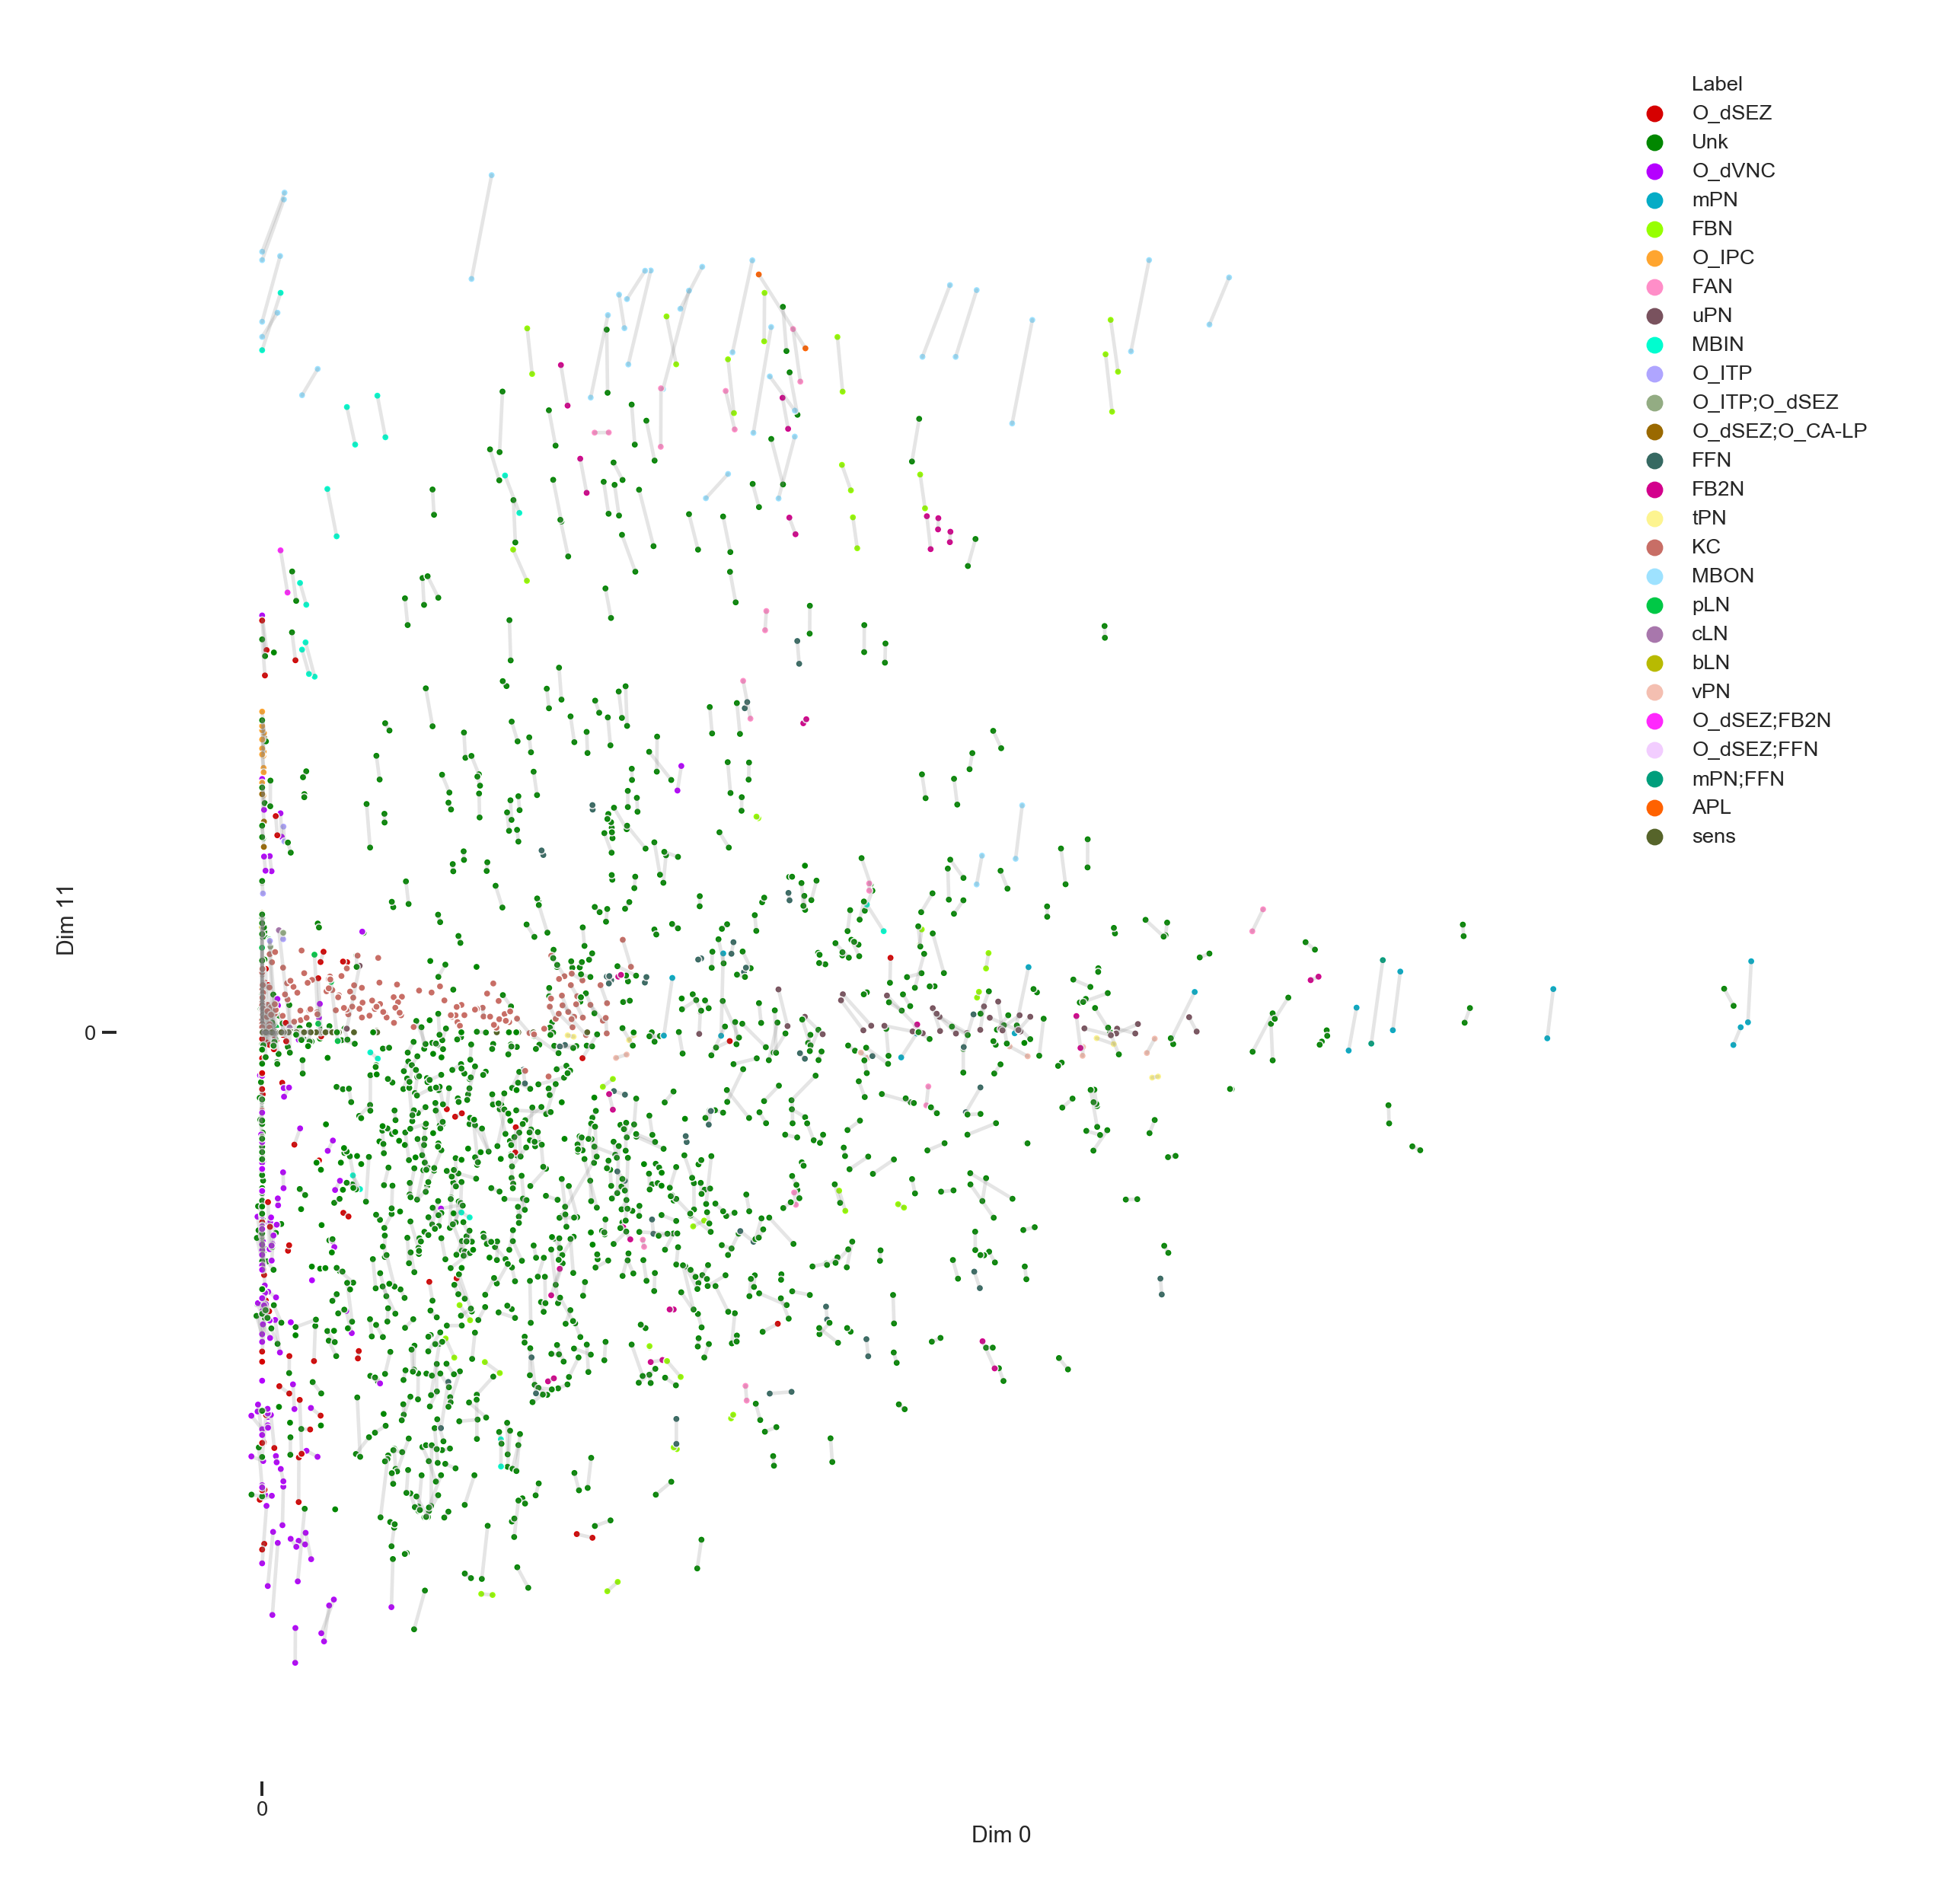 Label
O_dSEZ
Unk
O_dVNC
mPN
FBN
O_IPC
FAN
uPN
MBIN
O_ITP
O_ITP;O_dSEZ
O_dSEZ;O_CA-LP
FFN
FB2N
tPN
KC
MBON
pLN
cLN
bLN
vPN
O_dSEZ;FB2N
O_dSEZ;FFN
mPN;FFN
APL
sens
Dim 11
0
0
Dim 0